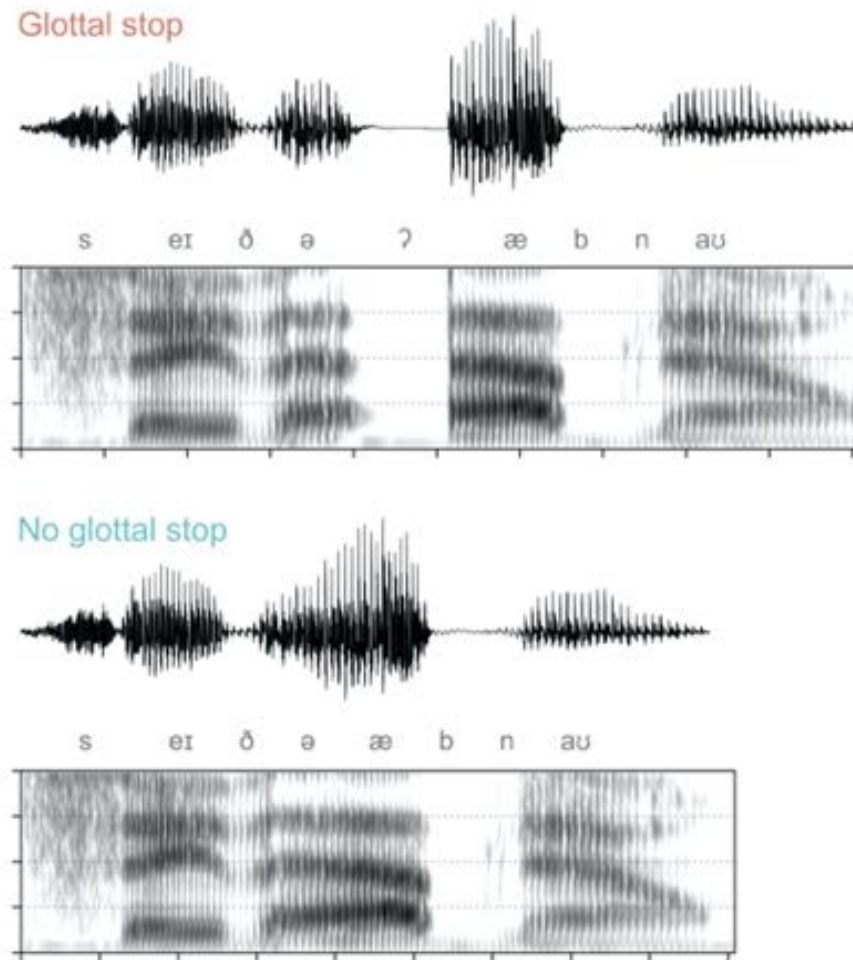 Glottal stop
s eɪ ð ə ʔ æ b n aʊ
No glottal stop
s eɪ ð ə æ b n aʊ